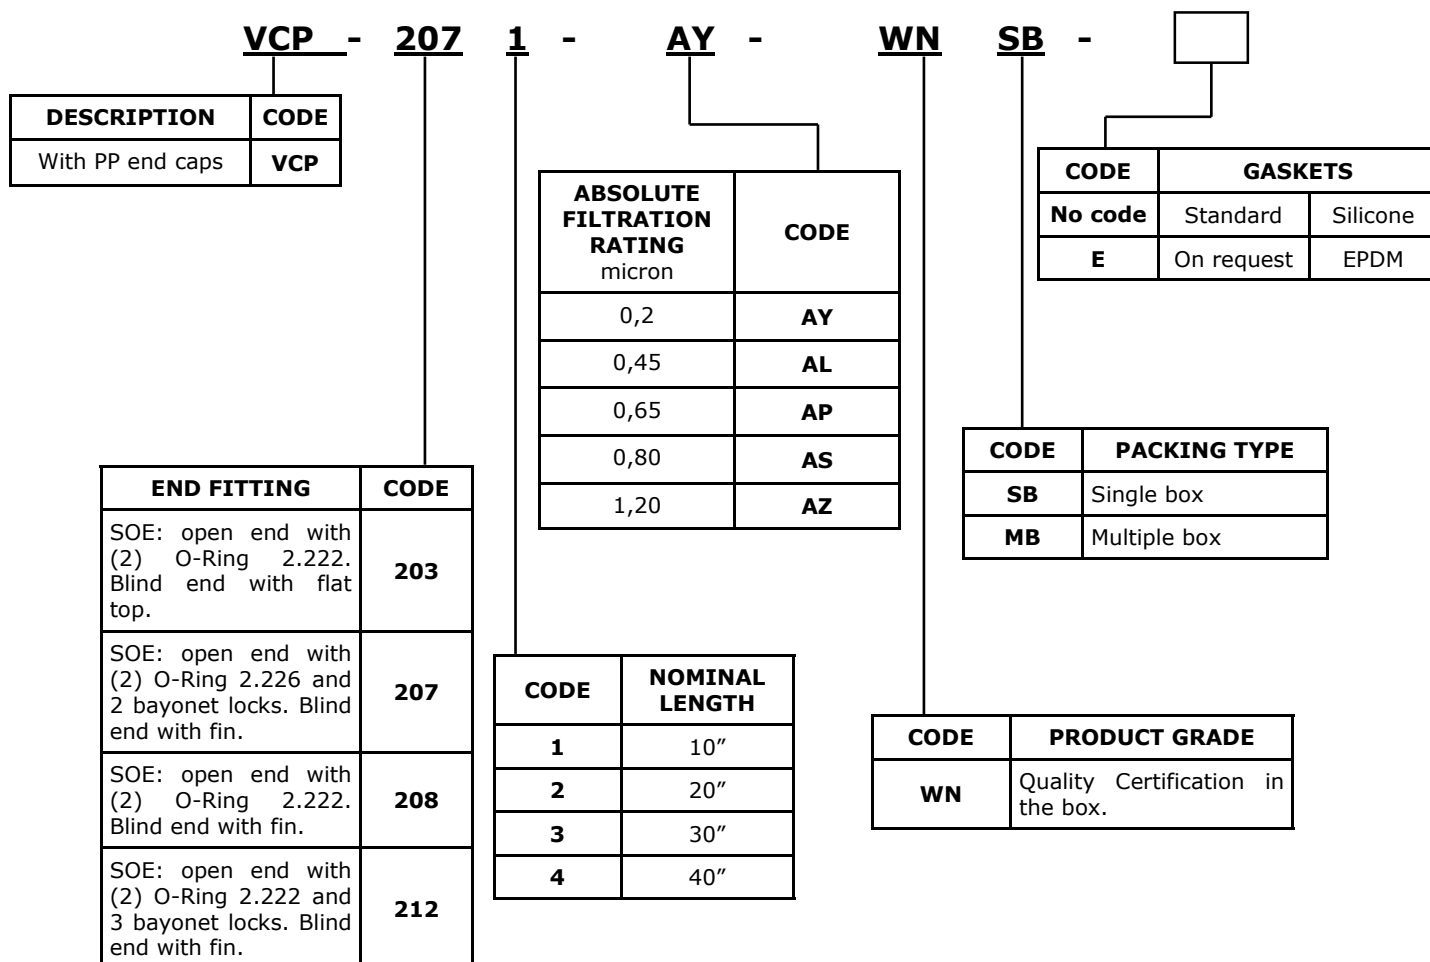 VCP - 207 1 - AY - WN SB -
DESCRIPTION CODE
With PP end caps VCP
ABSOLUTE
FILTRATION
RATING
micron
CODE
0,2 AY
0,45 AL
0,65 AP
0,80 AS
1,20 AZ
CODE GASKETS
No code Standard Silicone
E On request EPDM
CODE PACKING TYPE
SB Single box
MB Multiple box
END FITTING CODE
SOE: open end with
(2) O-Ring 2.222.
Blind end with flat
top.
203
SOE: open end with
(2) O-Ring 2.226 and
2 bayonet locks. Blind
end with fin.
207
SOE: open end with
(2) O-Ring 2.222.
Blind end with fin.
208
SOE: open end with
(2) O-Ring 2.222 and
3 bayonet locks. Blind
end with fin.
212
CODE
NOMINAL
LENGTH
1 10″
2 20″
3 30″
4 40″
CODE PRODUCT GRADE
WN
Quality Certification in
the box.